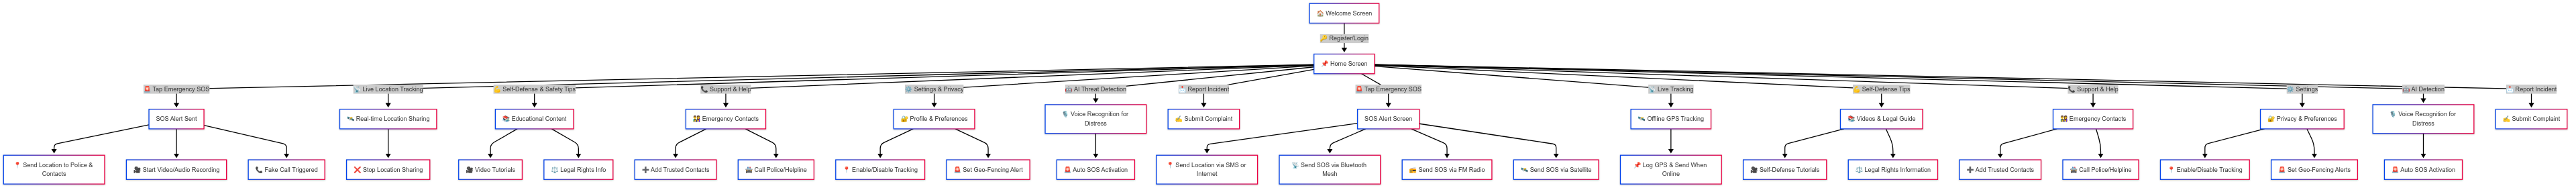 🏠 Welcome Screen
🔑 Register/Login
📌 Home Screen
🚨 Tap Emergency SOS
📡 Live Location Tracking
Self-Defense & Safety Tips
📞 Support & Help
⚙️ Settings & Privacy
🤖 AI Threat Detection
📩 Report Incident
🚨 Tap Emergency SOS
📡 Live Tracking
Self-Defense Tips
📞 Support & Help
⚙️ Settings
🤖 AI Detection
📩 Report Incident
SOS Alert Sent
🛰️ Real-time Location Sharing
📚 Educational Content
Emergency Contacts
🔐 Profile & Preferences
🎙️ Voice Recognition for
Distress
✍️ Submit Complaint
SOS Alert Screen
🛰️ Offline GPS Tracking
📚 Videos & Legal Guide
Emergency Contacts
🔐 Privacy & Preferences
🎙️ Voice Recognition for
Distress
✍️ Submit Complaint
📍 Send Location to Police &
Contacts
🎥 Start Video/Audio Recording
📞 Fake Call Triggered
❌ Stop Location Sharing
🎥 Video Tutorials
⚖️ Legal Rights Info
➕ Add Trusted Contacts
🚔 Call Police/Helpline
📍 Enable/Disable Tracking
🚨 Set Geo-Fencing Alert
🚨 Auto SOS Activation
📍 Send Location via SMS or
Internet
📡 Send SOS via Bluetooth
Mesh
📻 Send SOS via FM Radio
🛰️ Send SOS via Satellite
📌 Log GPS & Send When
Online
🎥 Self-Defense Tutorials
⚖️ Legal Rights Information
➕ Add Trusted Contacts
🚔 Call Police/Helpline
📍 Enable/Disable Tracking
🚨 Set Geo-Fencing Alerts
🚨 Auto SOS Activation